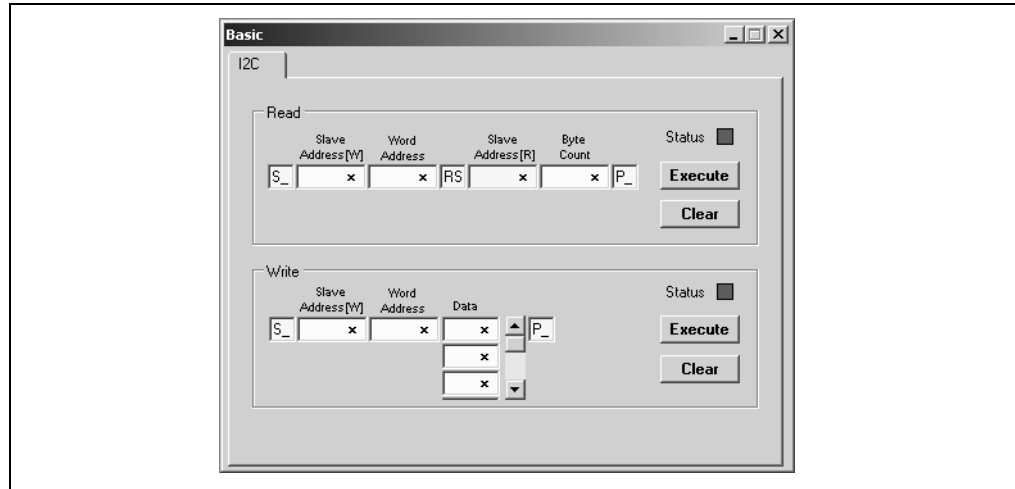 Basic
I2C
Read
Slave Address[W] Word Address Slave Address[R] Byte Count Status
S_ x x RS x x P_ Execute
Clear
Write
Slave Address[W] Word Address Data Status
S_ x x x P_ Execute
x
x Clear